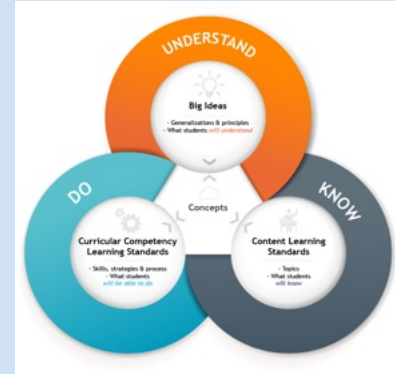 UNDERSTAND
Big Ideas
- Generalizations & principles
- What students will understand
DO
KNOW
Concepts
Curricular Competency
Learning Standards
- Skills, strategies & process
- What students
will be able to do
Content Learning
Standards
- Topics
- What students
will know